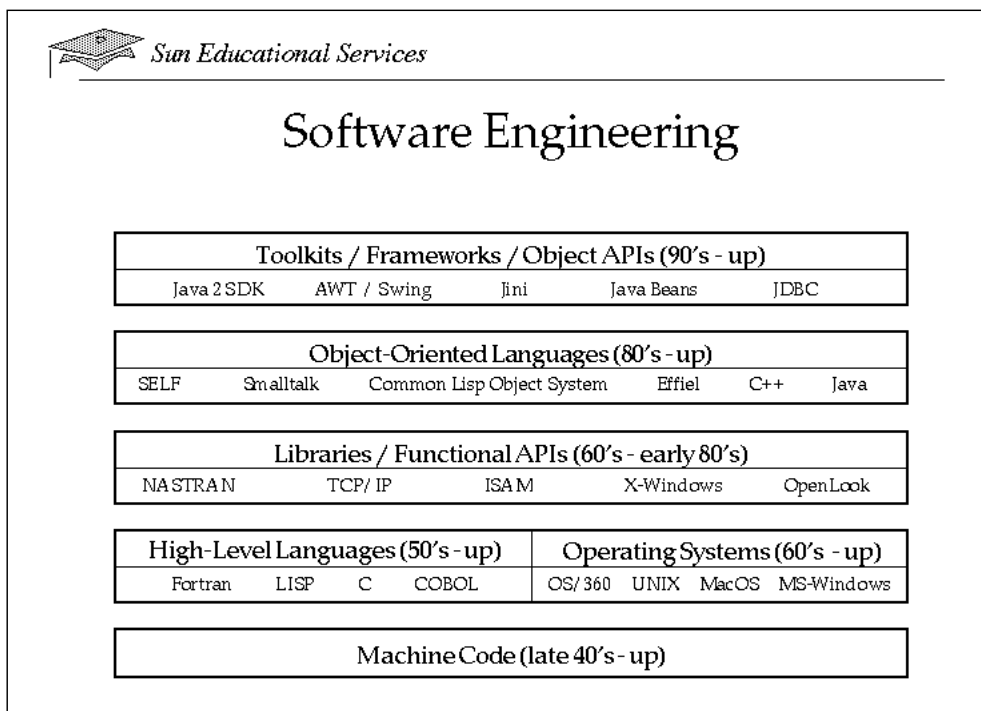 Sun Educational Services
Software Engineering
Toolkits / Frameworks / Object APIs (90's - up)
Java 2 SDK AWT / Swing Jini Java Beans JDBC
Object-Oriented Languages (80's - up)
SELF Smalltalk Common Lisp Object System Effiel C++ Java
Libraries / Functional APIs (60's - early 80's)
NASTRAN TCP/IP ISAM X-Windows OpenLook
High-Level Languages (50's - up) Operating Systems (60's - up)
Fortran LISP C COBOL OS/360 UNIX MacOS MS-Windows
Machine Code (late 40's - up)